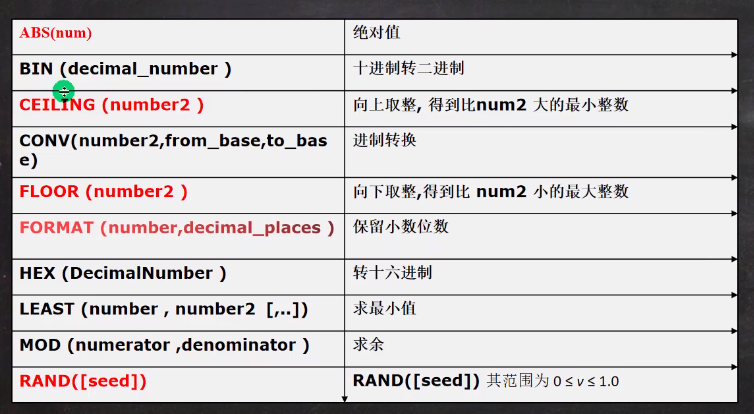 ABS(num) 绝对值
BIN (decimal_number ) 十进制转二进制
CEILING (number2 ) 向上取整, 得到比num2 大的最小整数
CONV(number2,from_base,to_bas 进制转换
e)
FLOOR (number2 ) 向下取整,得到比 num2 小的最大整数
FORMAT (number,decimal_places ) 保留小数位数
HEX (DecimalNumber ) 转十六进制
LEAST (number , number2 [,..]) 求最小值
MOD (numerator ,denominator ) 求余
RAND([seed]) RAND([seed]) 其范围为 0 ≤ v ≤ 1.0